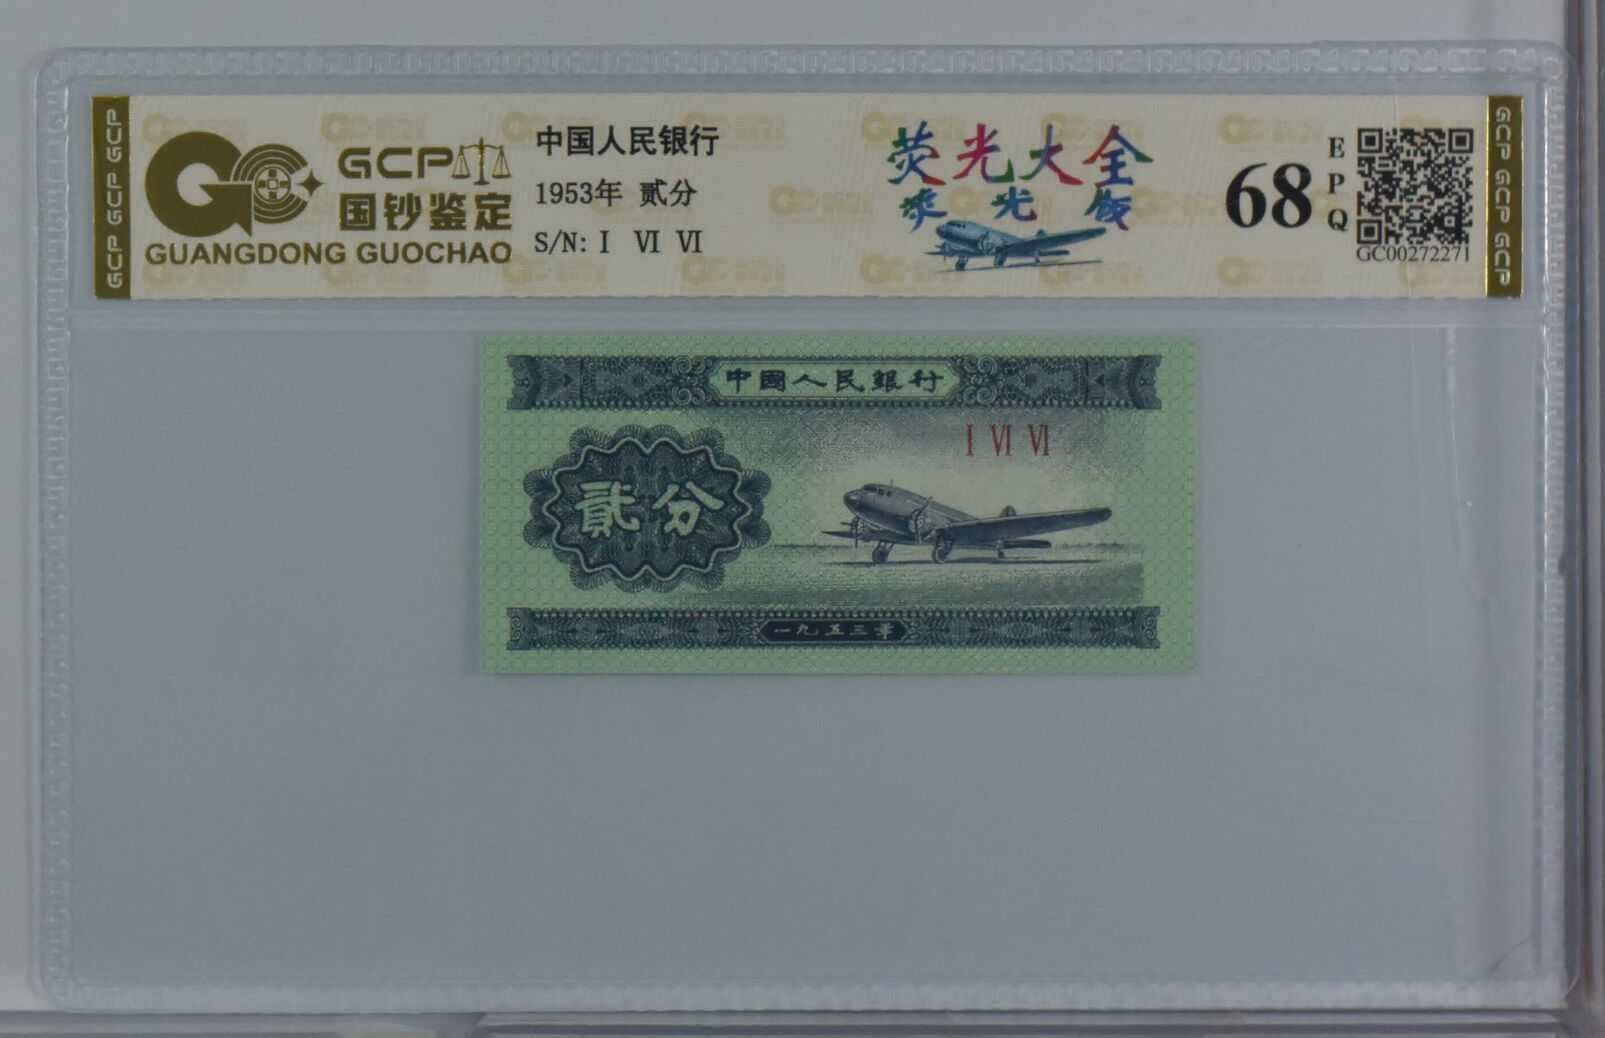 GCP
国钞鉴定
GUANGDONG GUOCHAO
中国人民银行
1953年 贰分
S/N: I VI VI
荧光大全
荧光版
68
EPQ
GC00272271
GCP GCP GCP
GCP GCP GCP
中國人民銀行
I VI VI
貳分
一九五三年